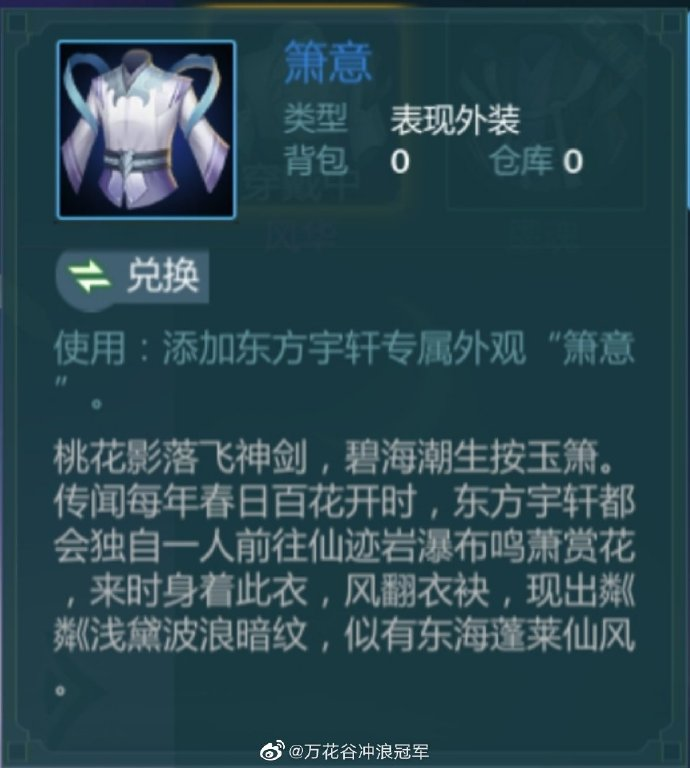 箫意
类型 表现外装
背包 0 仓库 0
穿戴中
风华
兑换
使用：添加东方宇轩专属外观“箫意
”。
桃花影落飞神剑，碧海潮生按玉箫。
传闻每年春日百花开时，东方宇轩都
会独自一人前往仙迹岩瀑布鸣萧赏花
，来时身着此衣，风翻衣袂，现出粼
粼浅黛波浪暗纹，似有东海蓬莱仙风
。
@万花谷冲浪冠军